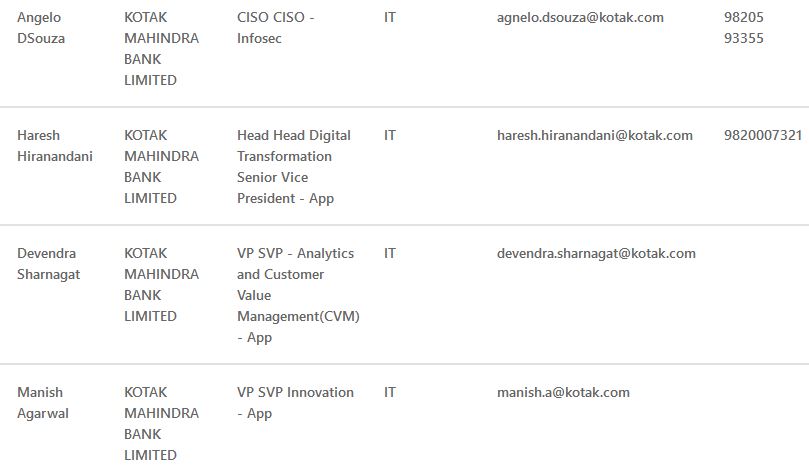 Angelo DSouza KOTAK MAHINDRA BANK LIMITED CISO CISO - Infosec IT agnelo.dsouza@kotak.com 98205 93355
Haresh Hiranandani KOTAK MAHINDRA BANK LIMITED Head Head Digital Transformation Senior Vice President - App IT haresh.hiranandani@kotak.com 9820007321
Devendra Sharnagat KOTAK MAHINDRA BANK LIMITED VP SVP - Analytics and Customer Value Management(CVM) - App IT devendra.sharnagat@kotak.com
Manish Agarwal KOTAK MAHINDRA BANK LIMITED VP SVP Innovation - App IT manish.a@kotak.com